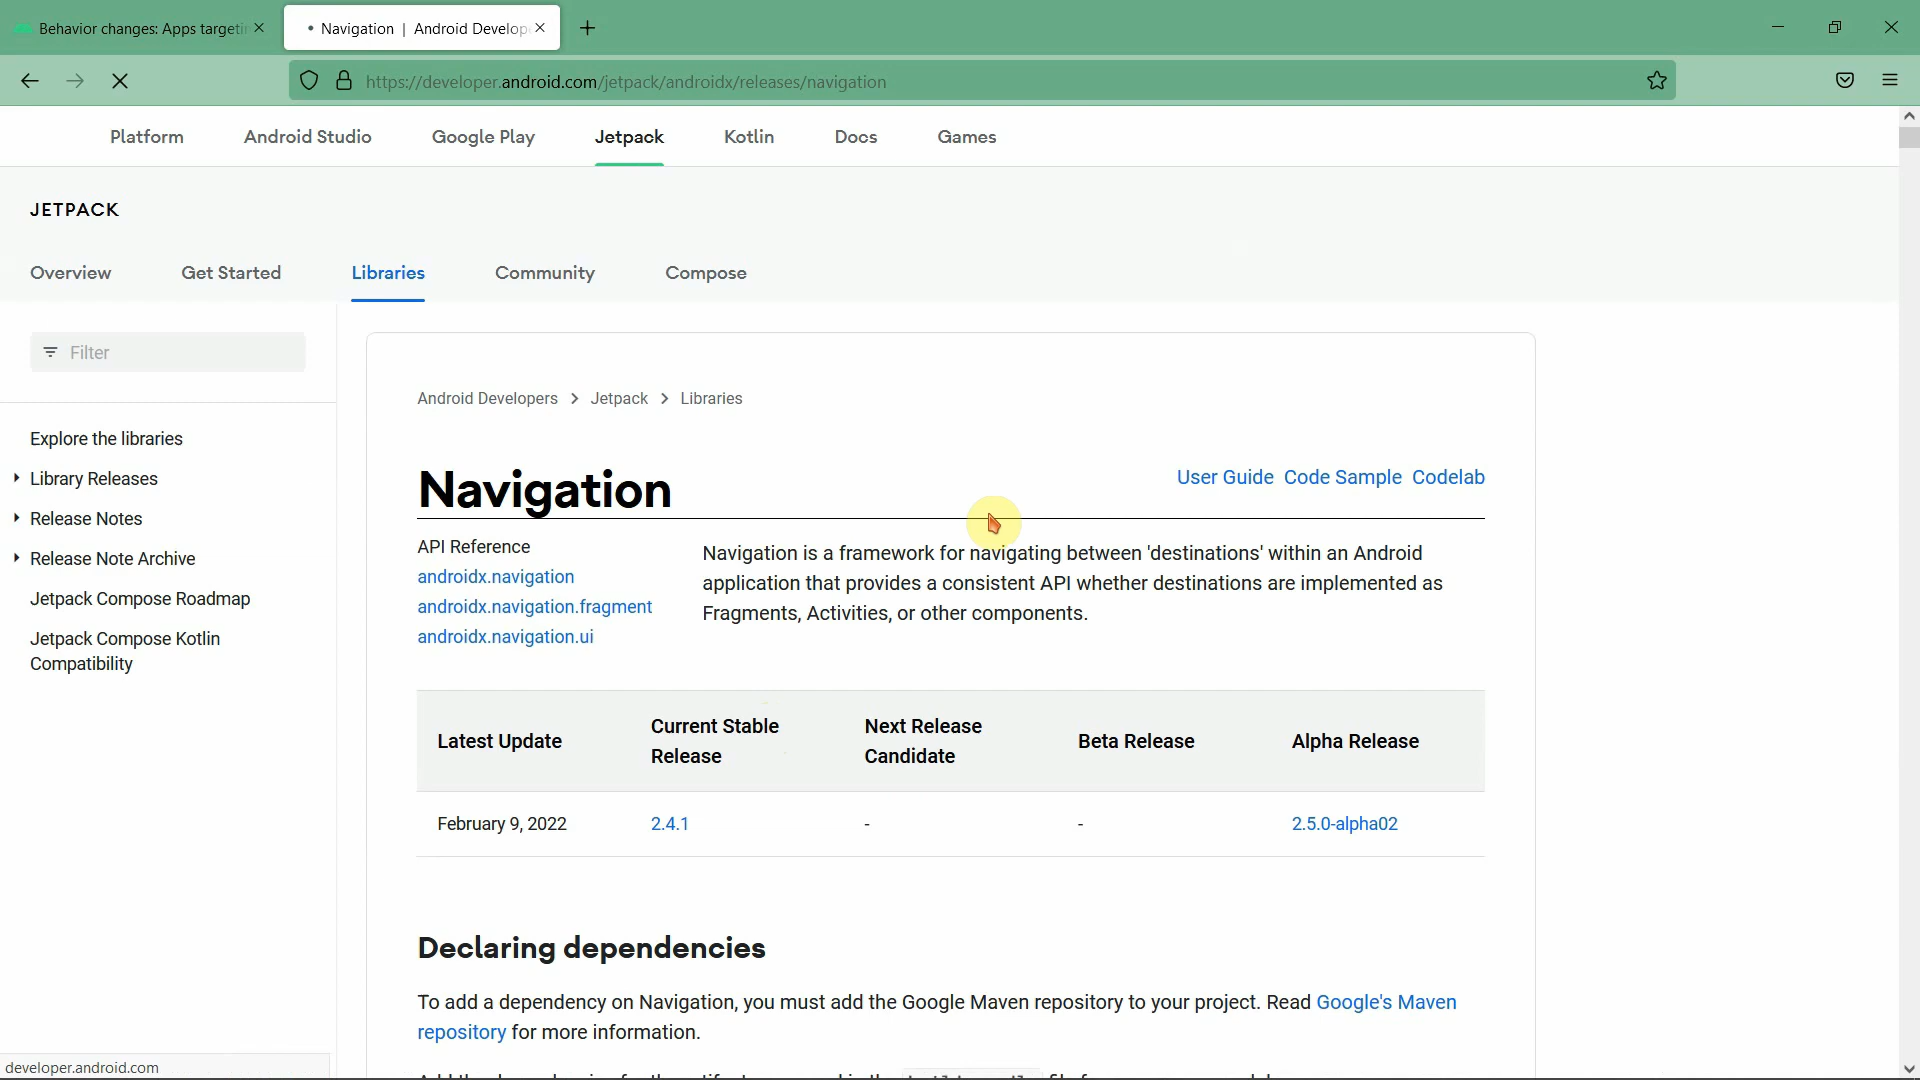 Behavior changes: Apps targeti
Navigation | Android Develop
https://developer.android.com/jetpack/androidx/releases/navigation
Platform
Android Studio
Google Play
Jetpack
Kotlin
Docs
Games
JETPACK
Overview
Get Started
Libraries
Community
Compose
Filter
Explore the libraries
Library Releases
Release Notes
Release Note Archive
Jetpack Compose Roadmap
Jetpack Compose Kotlin
Compatibility
Android Developers > Jetpack > Libraries
Navigation
User Guide Code Sample Codelab
API Reference
androidx.navigation
androidx.navigation.fragment
androidx.navigation.ui
Navigation is a framework for navigating between 'destinations' within an Android
application that provides a consistent API whether destinations are implemented as
Fragments, Activities, or other components.
Latest Update
Current Stable
Release
Next Release
Candidate
Beta Release
Alpha Release
February 9, 2022
2.4.1
-
-
2.5.0-alpha02
Declaring dependencies
To add a dependency on Navigation, you must add the Google Maven repository to your project. Read Google's Maven
repository for more information.
developer.android.com